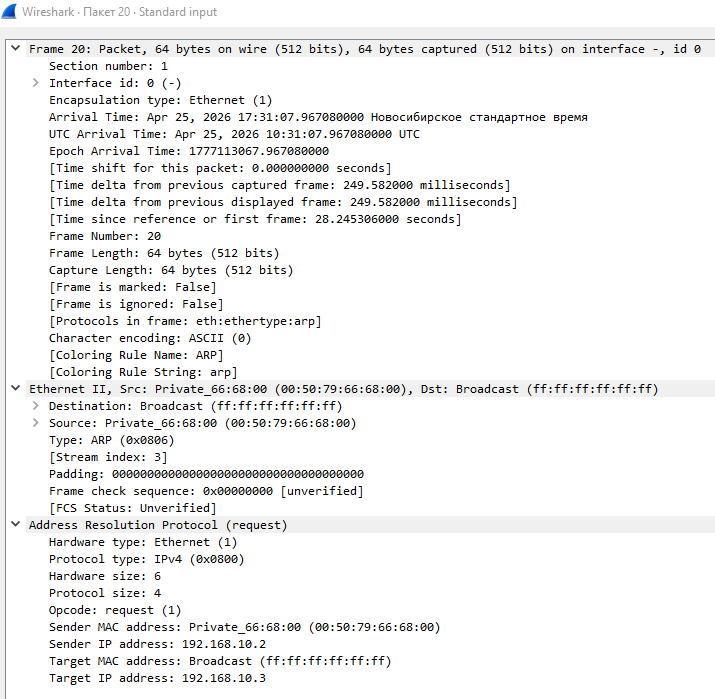 Wireshark · Пакет 20 · Standard input
Frame 20: Packet, 64 bytes on wire (512 bits), 64 bytes captured (512 bits) on interface -, id 0
Section number: 1
Interface id: 0 (-)
Encapsulation type: Ethernet (1)
Arrival Time: Apr 25, 2026 17:31:07.967080000 Новосибирское стандартное время
UTC Arrival Time: Apr 25, 2026 10:31:07.967080000 UTC
Epoch Arrival Time: 1777113067.967080000
[Time shift for this packet: 0.000000000 seconds]
[Time delta from previous captured frame: 249.582000 milliseconds]
[Time delta from previous displayed frame: 249.582000 milliseconds]
[Time since reference or first frame: 28.245306000 seconds]
Frame Number: 20
Frame Length: 64 bytes (512 bits)
Capture Length: 64 bytes (512 bits)
[Frame is marked: False]
[Frame is ignored: False]
[Protocols in frame: eth:ethertype:arp]
Character encoding: ASCII (0)
[Coloring Rule Name: ARP]
[Coloring Rule String: arp]
Ethernet II, Src: Private_66:68:00 (00:50:79:66:68:00), Dst: Broadcast (ff:ff:ff:ff:ff:ff)
Destination: Broadcast (ff:ff:ff:ff:ff:ff)
Source: Private_66:68:00 (00:50:79:66:68:00)
Type: ARP (0x0806)
[Stream index: 3]
Padding: 000000000000000000000000000000000000
Frame check sequence: 0x00000000 [unverified]
[FCS Status: Unverified]
Address Resolution Protocol (request)
Hardware type: Ethernet (1)
Protocol type: IPv4 (0x0800)
Hardware size: 6
Protocol size: 4
Opcode: request (1)
Sender MAC address: Private_66:68:00 (00:50:79:66:68:00)
Sender IP address: 192.168.10.2
Target MAC address: Broadcast (ff:ff:ff:ff:ff:ff)
Target IP address: 192.168.10.3